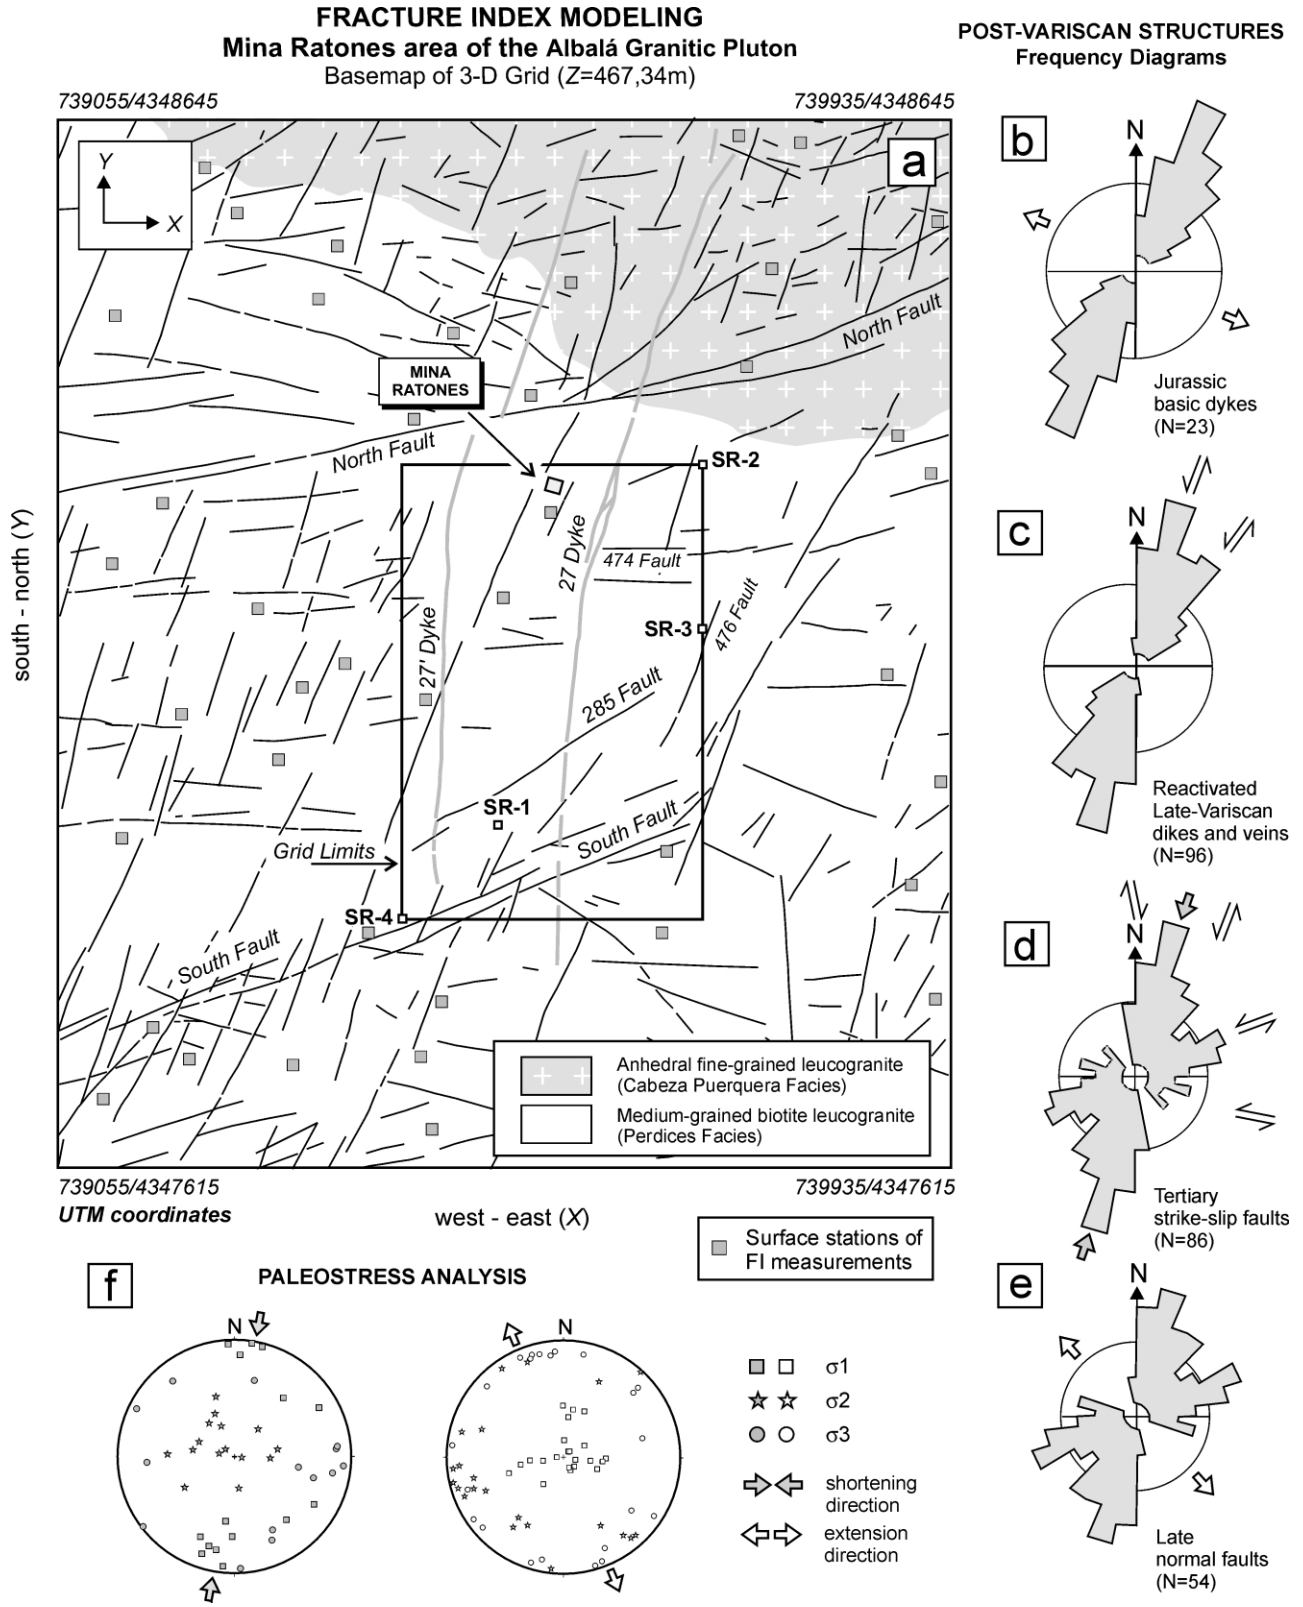 FRACTURE INDEX MODELING
Mina Ratones area of the Albalá Granitic Pluton
Basemap of 3-D Grid (Z=467,34m)
739055/4348645
739935/4348645
POST-VARISCAN STRUCTURES
Frequency Diagrams
a
Y
X
North Fault
MINA
RATONES
North Fault
SR-2
27 Dyke
474 Fault
476 Fault
SR-3
27' Dyke
285 Fault
SR-1
South Fault
Grid Limits
SR-4
South Fault
south - north (Y)
Anhedral fine-grained leucogranite
(Cabeza Puerquera Facies)
Medium-grained biotite leucogranite
(Perdices Facies)
739055/4347615
739935/4347615
UTM coordinates
west - east (X)
Surface stations of
FI measurements
b
N
Jurassic
basic dykes
(N=23)
c
N
Reactivated
Late-Variscan
dikes and veins
(N=96)
d
N
Tertiary
strike-slip faults
(N=86)
e
N
Late
normal faults
(N=54)
f
PALEOSTRESS ANALYSIS
N
N
σ1
σ2
σ3
shortening
direction
extension
direction